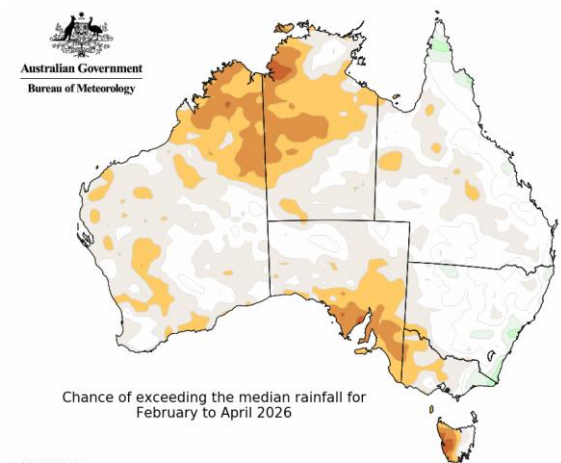 Australian Government
Bureau of Meteorology
Chance of exceeding the median rainfall for
February to April 2026